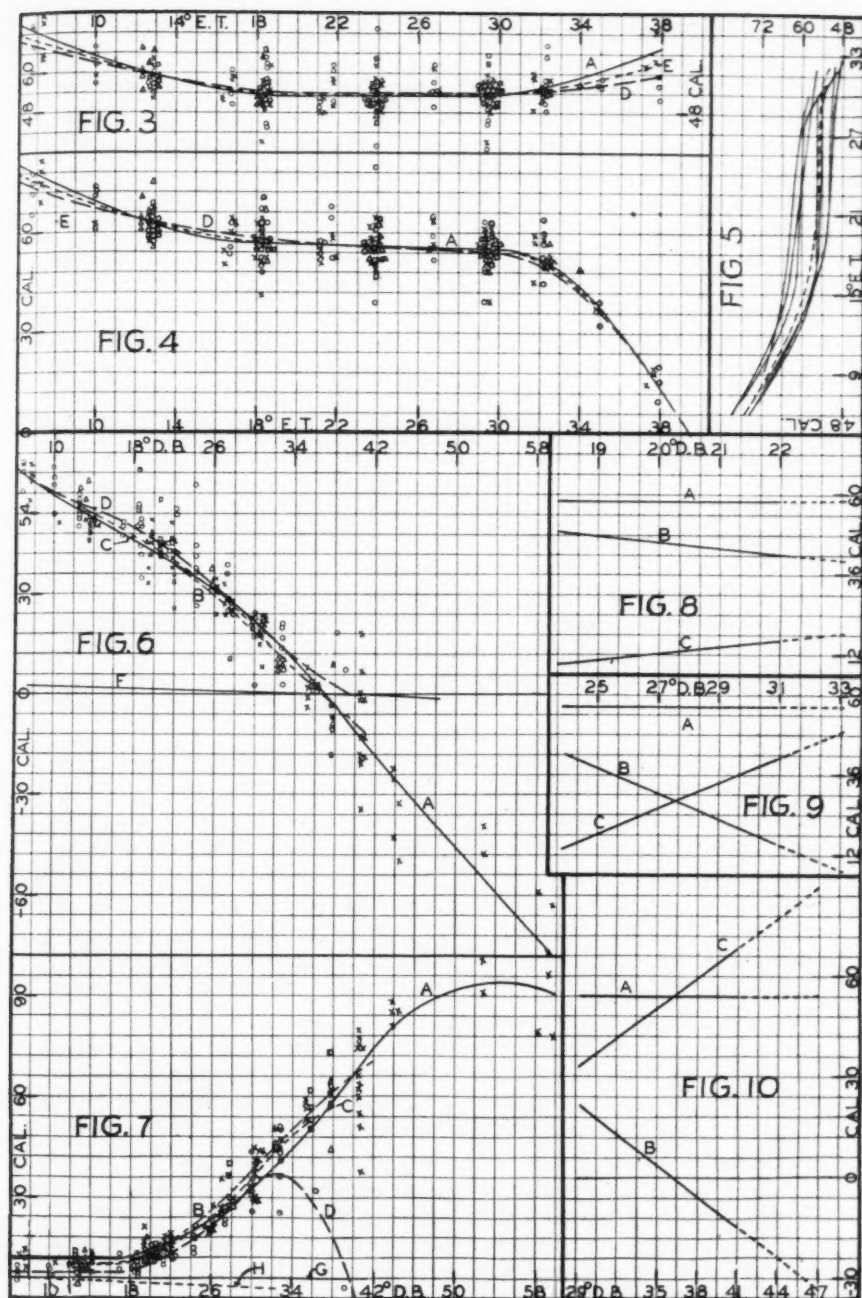 10 14° E.T. 18 22 26 30 34 38
72 60 48
33
60
A
E
D
48
48 CAL.
FIG. 3
27
E
D
60
A
21
FIG. 5
15° E.T.
30 CAL.
FIG. 4
9
48 CAL.
10 14 18° E.T. 22 26 30 34 38
0
10 18° D.B. 26 34 42 50 58
19 20° D.B. 21 22
D
54
C
A
60
B
36 CAL.
30
B
FIG. 8
FIG. 6
C
12
F
25 27° D.B. 29 31 33
60
0
A
B
36
-30 CAL.
A
C
FIG. 9
12 CAL.
-60
A
C
90
A
60
60
C
FIG. 10
30 CAL.
FIG. 7
CAL.
B
30
B
D
0
H
G
10 18 26 34 42° D.B. 50 58
29° D.B. 35 41 47
-30